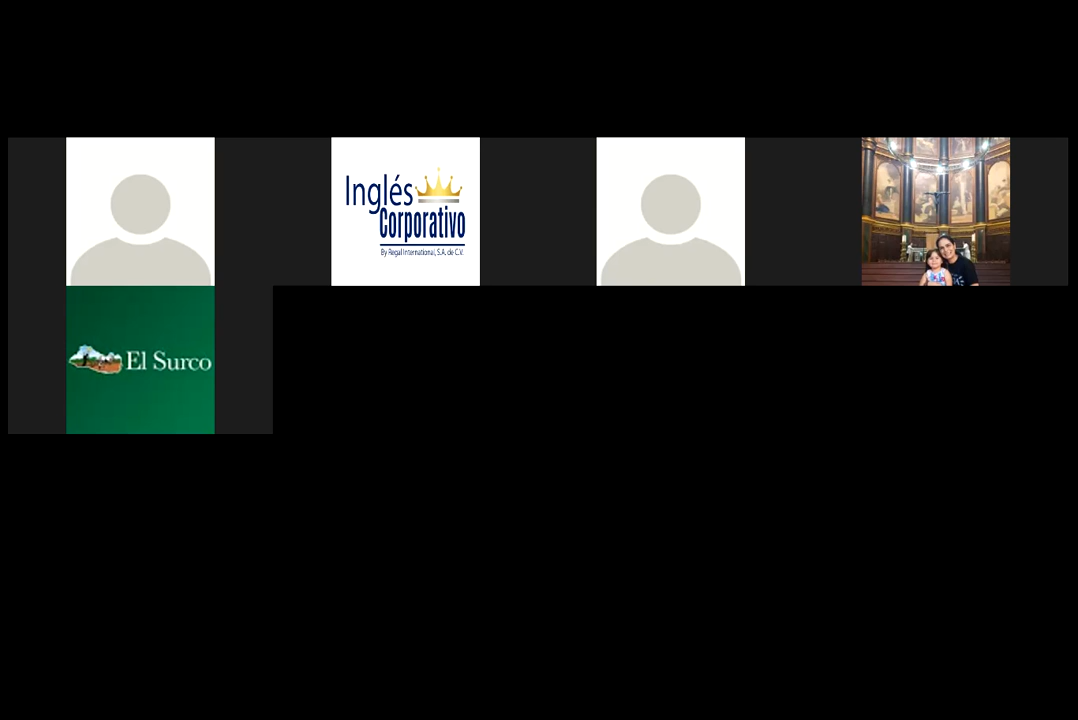 Inglés
Corporativo
By Regal International, S.A. de C.V.
El Surco